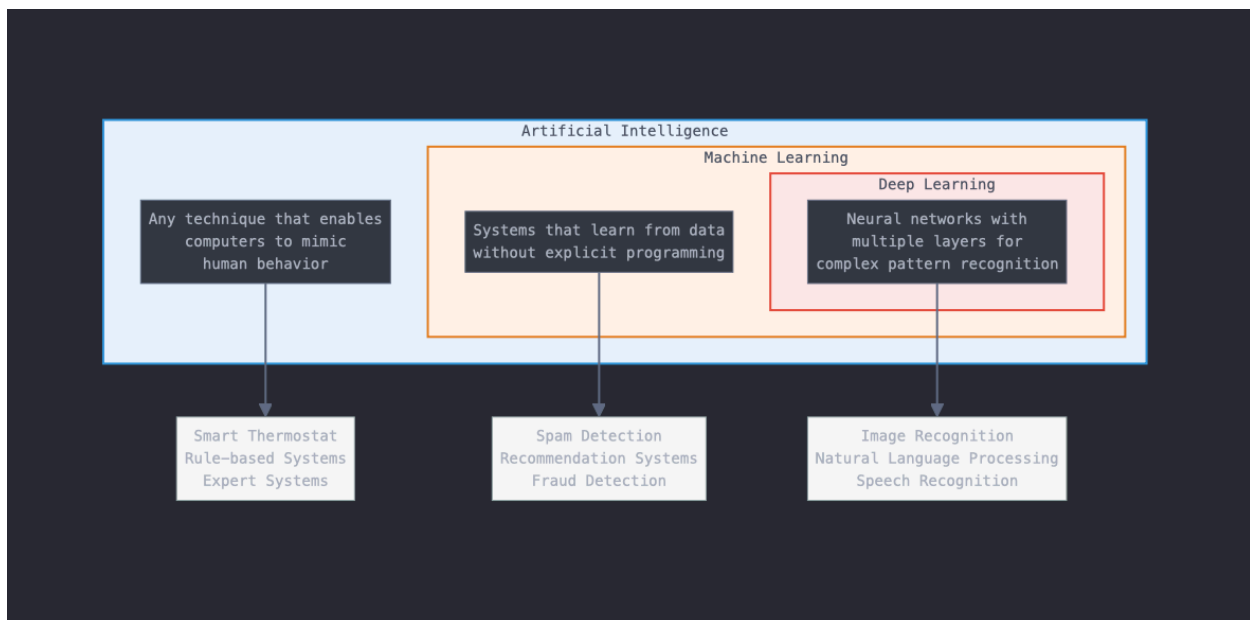 Artificial Intelligence
Machine Learning
Deep Learning
Any technique that enables
computers to mimic
human behavior
Systems that learn from data
without explicit programming
Neural networks with
multiple layers for
complex pattern recognition
Smart Thermostat
Rule-based Systems
Expert Systems
Spam Detection
Recommendation Systems
Fraud Detection
Image Recognition
Natural Language Processing
Speech Recognition